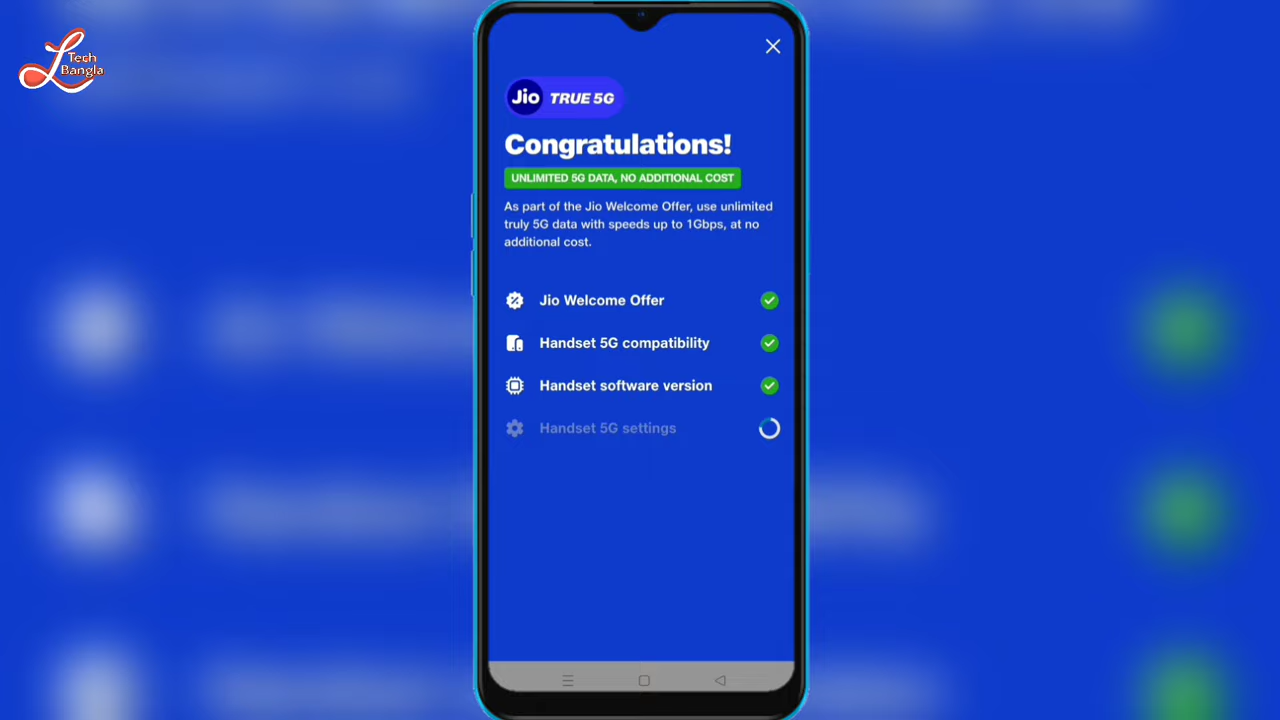 Tech
Bangla
Jio TRUE 5G
Congratulations!
UNLIMITED 5G DATA, NO ADDITIONAL COST
As part of the Jio Welcome Offer, use unlimited
truly 5G data with speeds up to 1Gbps, at no
additional cost.
Jio Welcome Offer
Handset 5G compatibility
Handset software version
Handset 5G settings